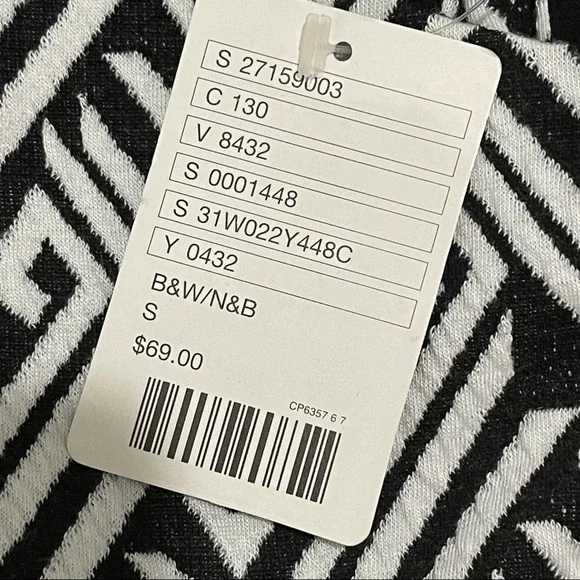 S 27159003
C 130
V 8432
S 0001448
S 31W022Y448C
Y 0432
B&W/N&B
S
$69.00
CP6357 6 7